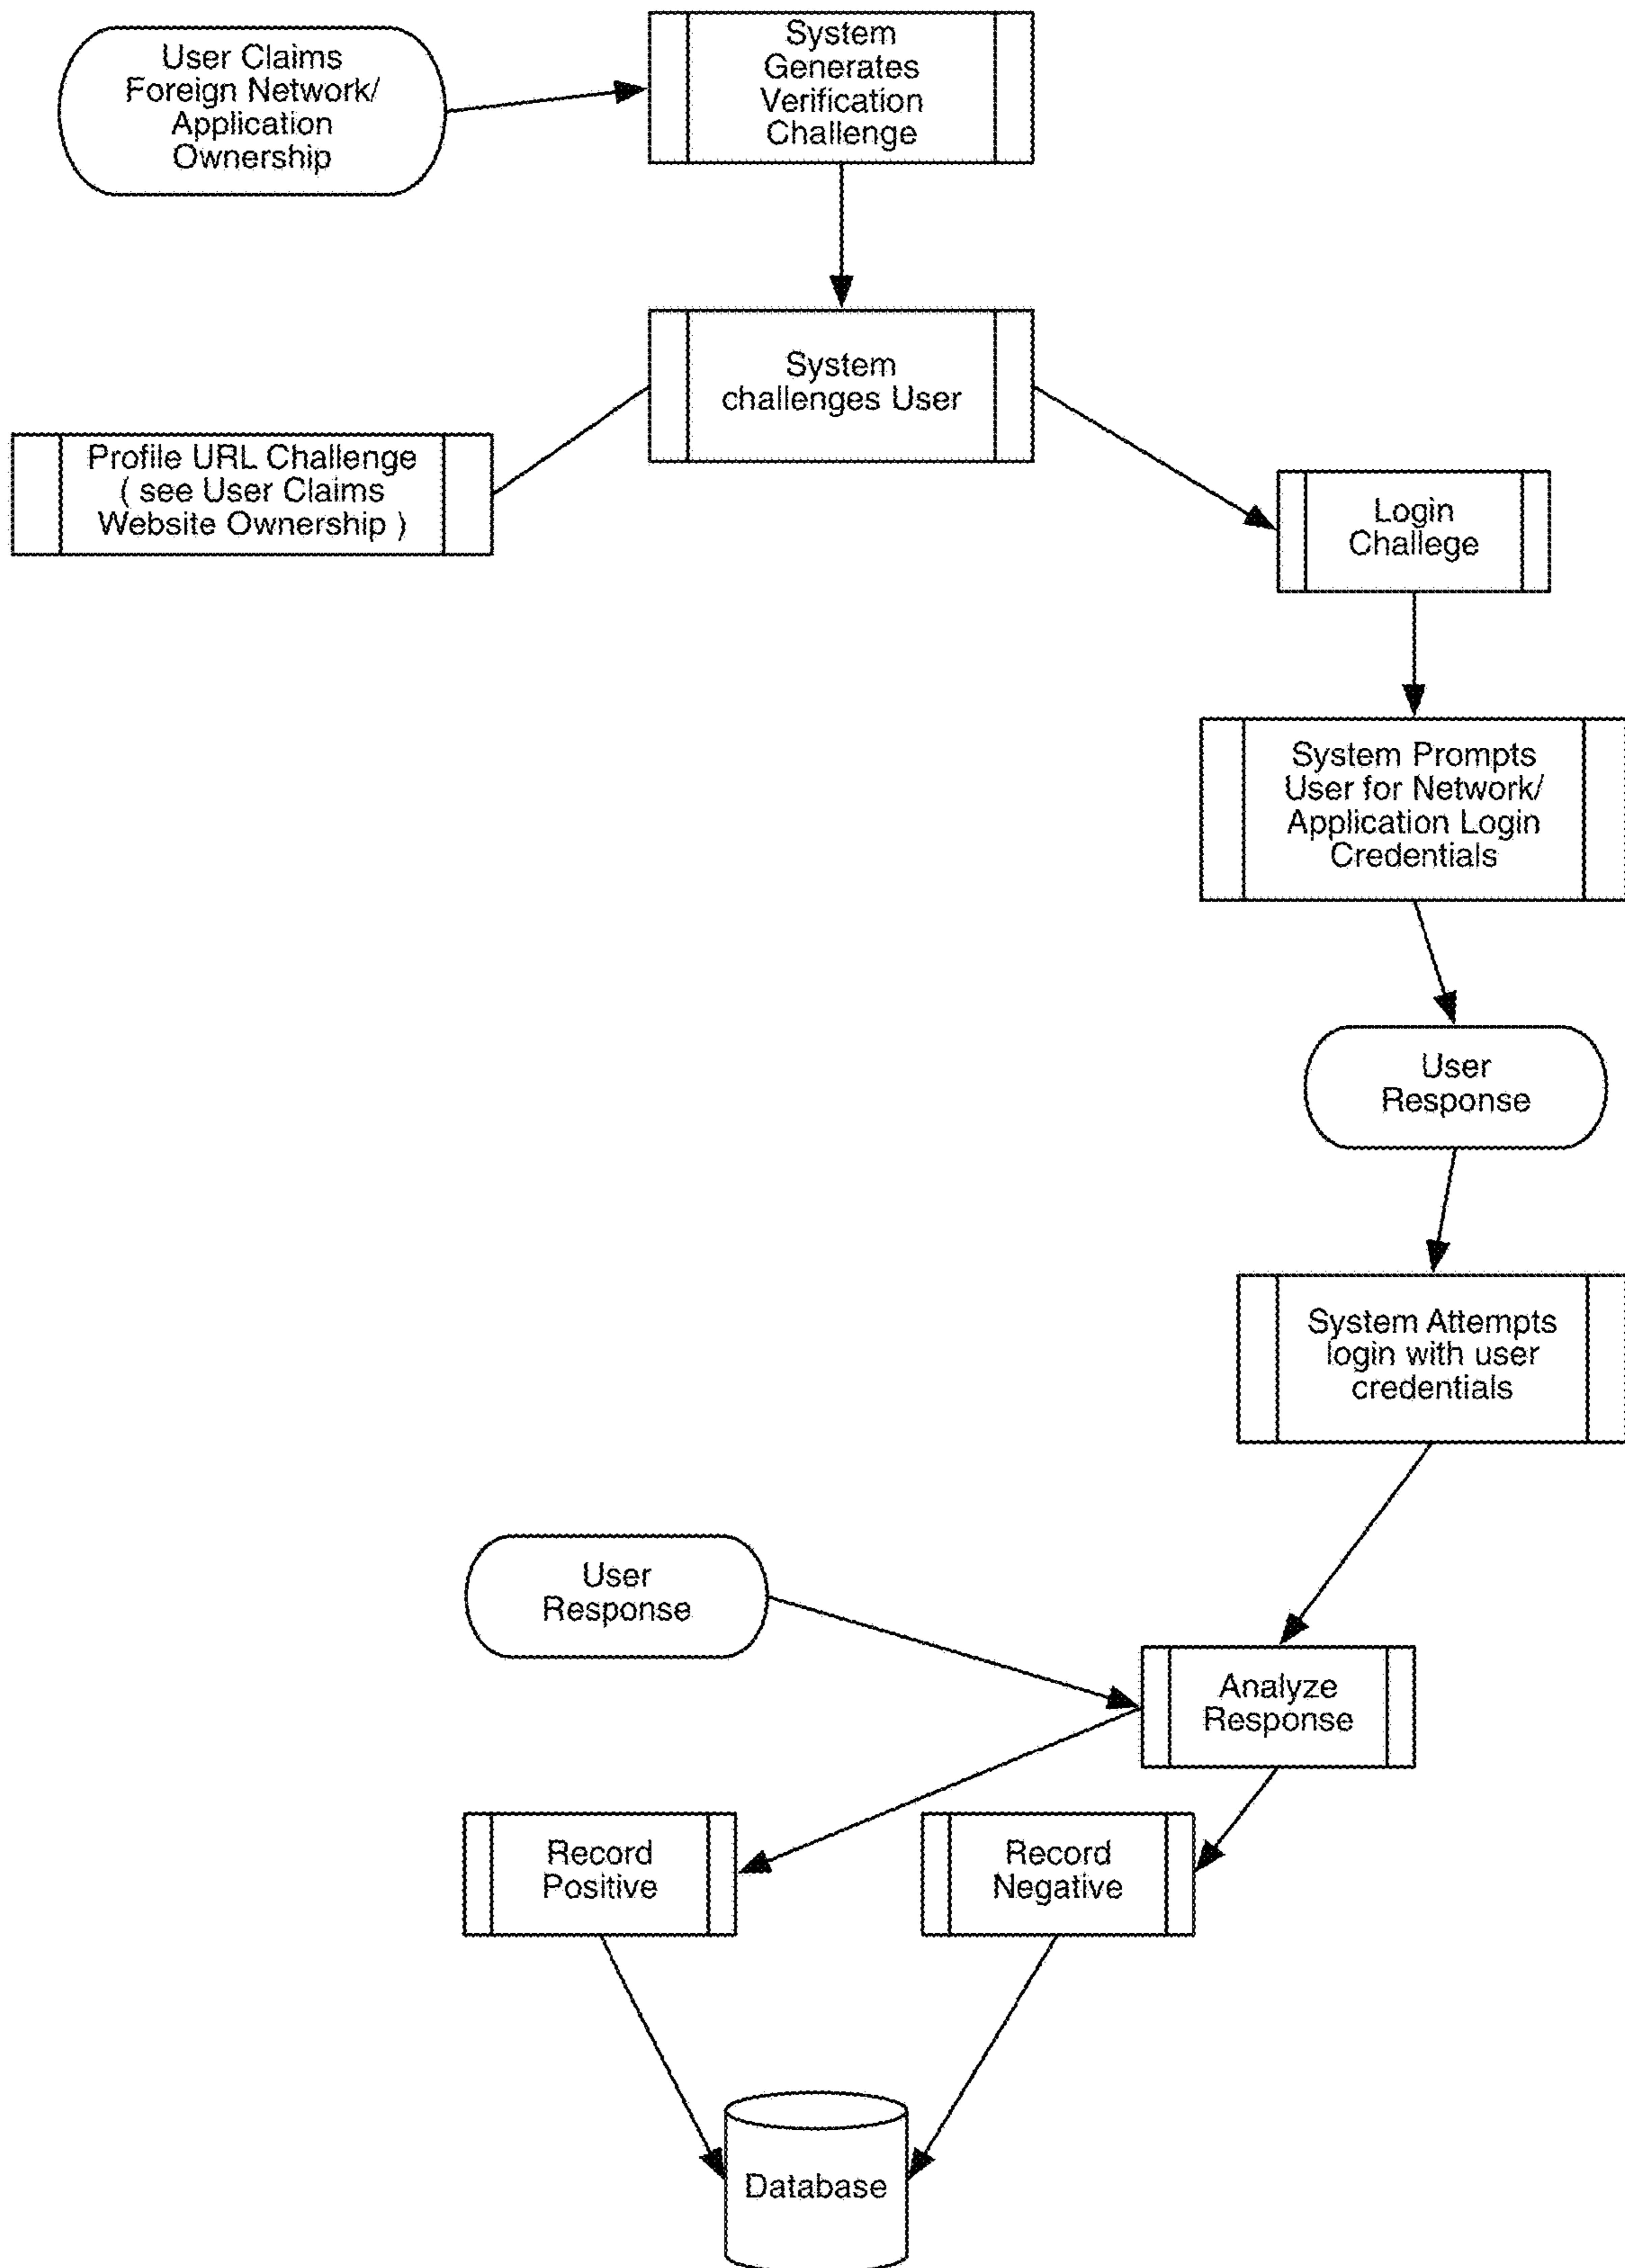 User Claims
Foreign Network/
Application
Ownership
System
Generates
Verification
Challenge
System
challenges User
Profile URL Challenge
( see User Claims
Website Ownership )
Login
Challege
System Prompts
User for Network/
Application Login
Credentials
User
Response
System Attempts
login with user
credentials
User
Response
Analyze
Response
Record
Positive
Record
Negative
Database